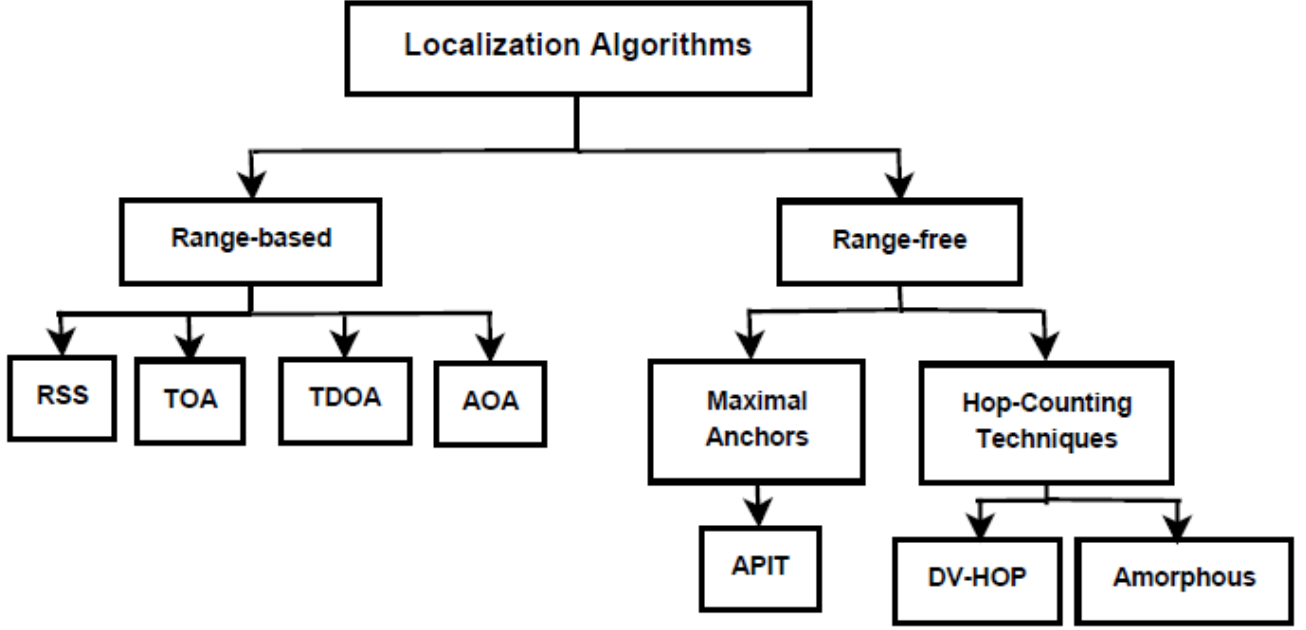 Localization Algorithms
Range-based
Range-free
RSS
TOA
TDOA
AOA
Maximal
Anchors
Hop-Counting
Techniques
APIT
DV-HOP
Amorphous